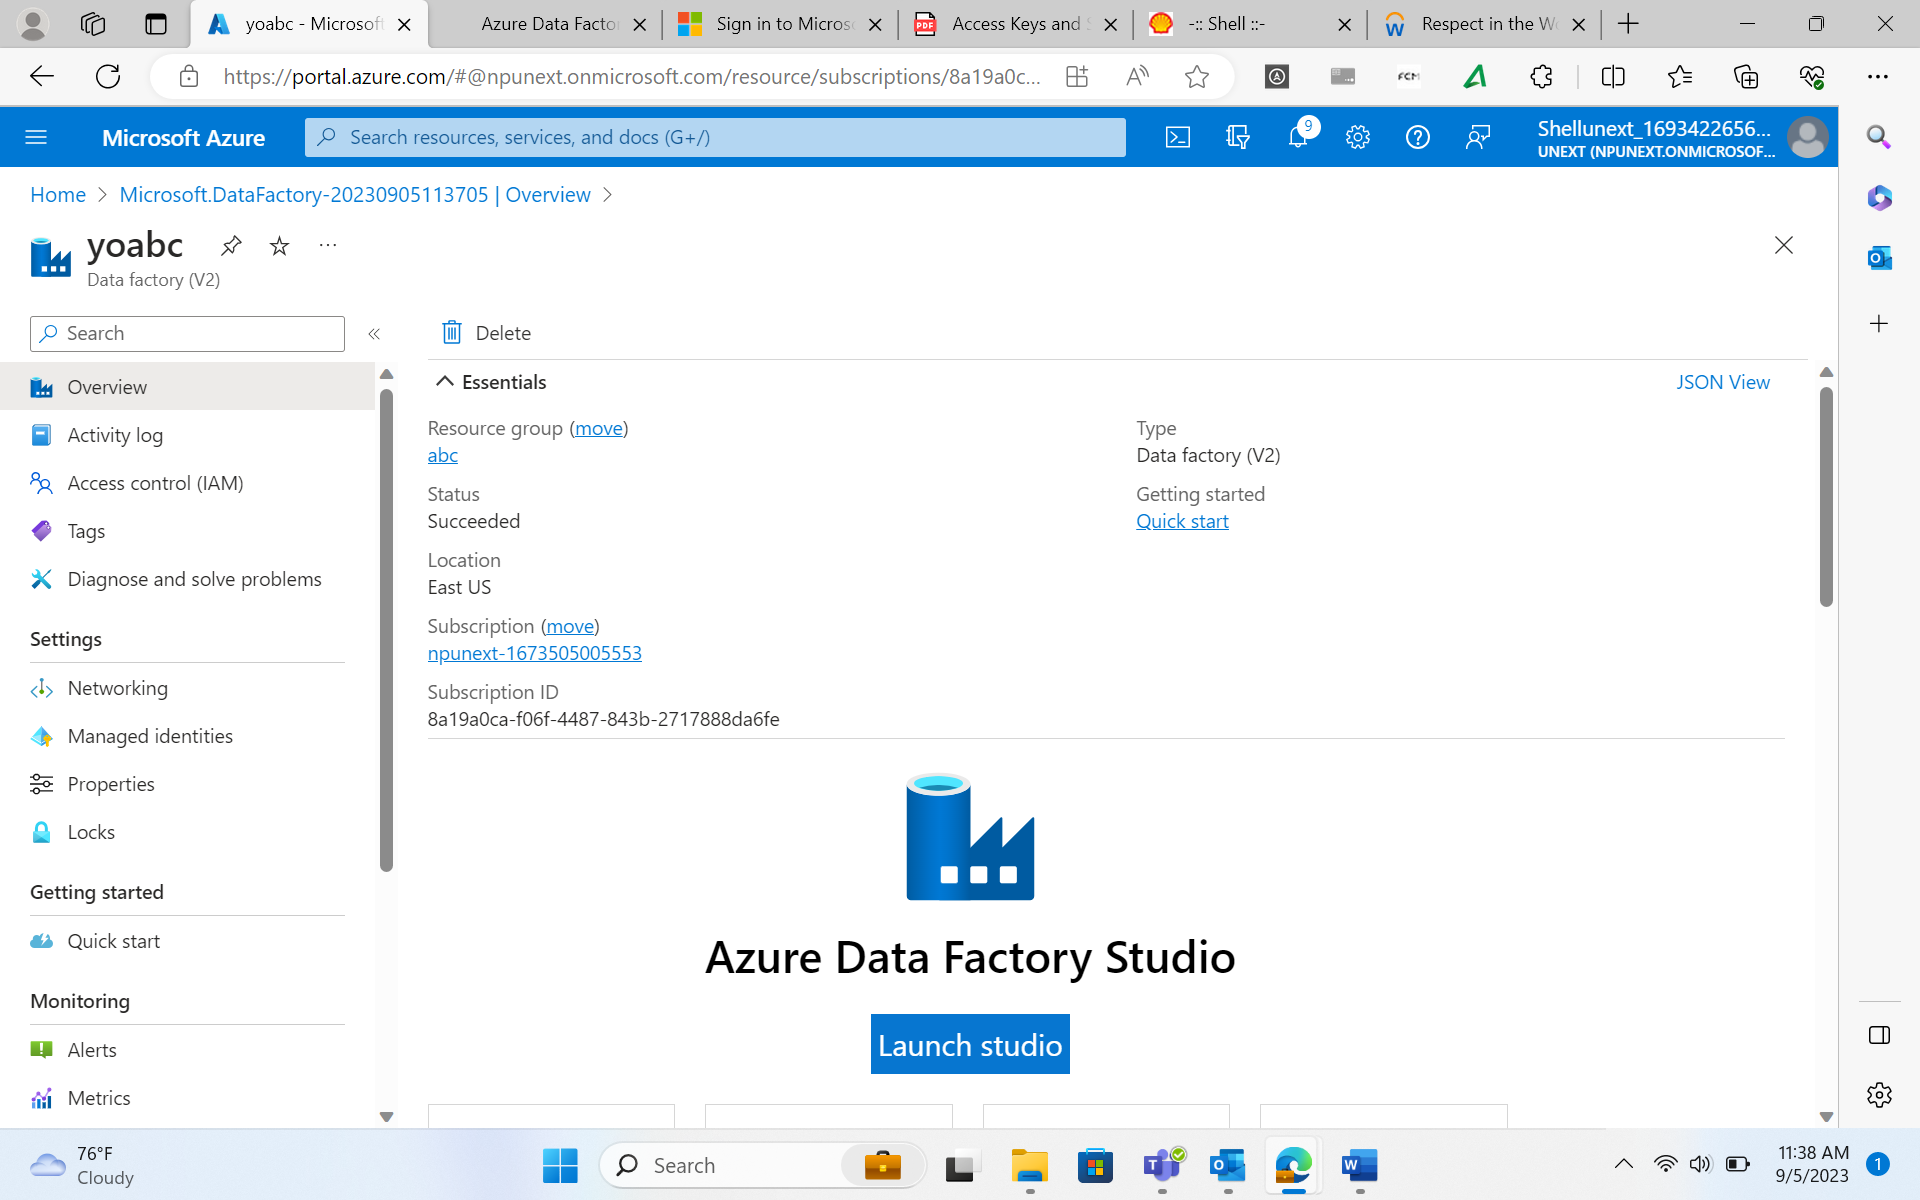 yoabc - Microsoft
Azure Data Facto
Sign in to Micros
Access Keys and S
-:: Shell ::-
Respect in the W
https://portal.azure.com/#@npunext.onmicrosoft.com/resource/subscriptions/8a19a0c...
FCM
Microsoft Azure
Search resources, services, and docs (G+/)
9
Shellunext_1693422656...
UNEXT (NPUNEXT.ONMICROSOF...
Home > Microsoft.DataFactory-20230905113705 | Overview >
yoabc
Data factory (V2)
Search
Delete
Overview
Activity log
Access control (IAM)
Tags
Diagnose and solve problems
Settings
Networking
Managed identities
Properties
Locks
Getting started
Quick start
Monitoring
Alerts
Metrics
Essentials
JSON View
Resource group (move)
abc
Status
Succeeded
Location
East US
Subscription (move)
npunext-1673505005553
Subscription ID
8a19a0ca-f06f-4487-843b-2717888da6fe
Type
Data factory (V2)
Getting started
Quick start
Azure Data Factory Studio
Launch studio
76°F
Cloudy
Search
11:38 AM
9/5/2023
1